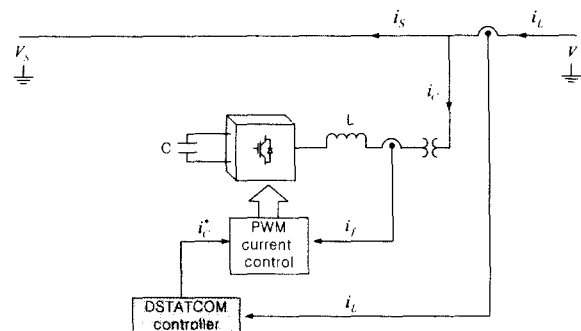 i_S
i_L
V_s
V
i_c
L
C
PWM
current
control
i_c^*
i_f
DSTATCOM
controller
i_L